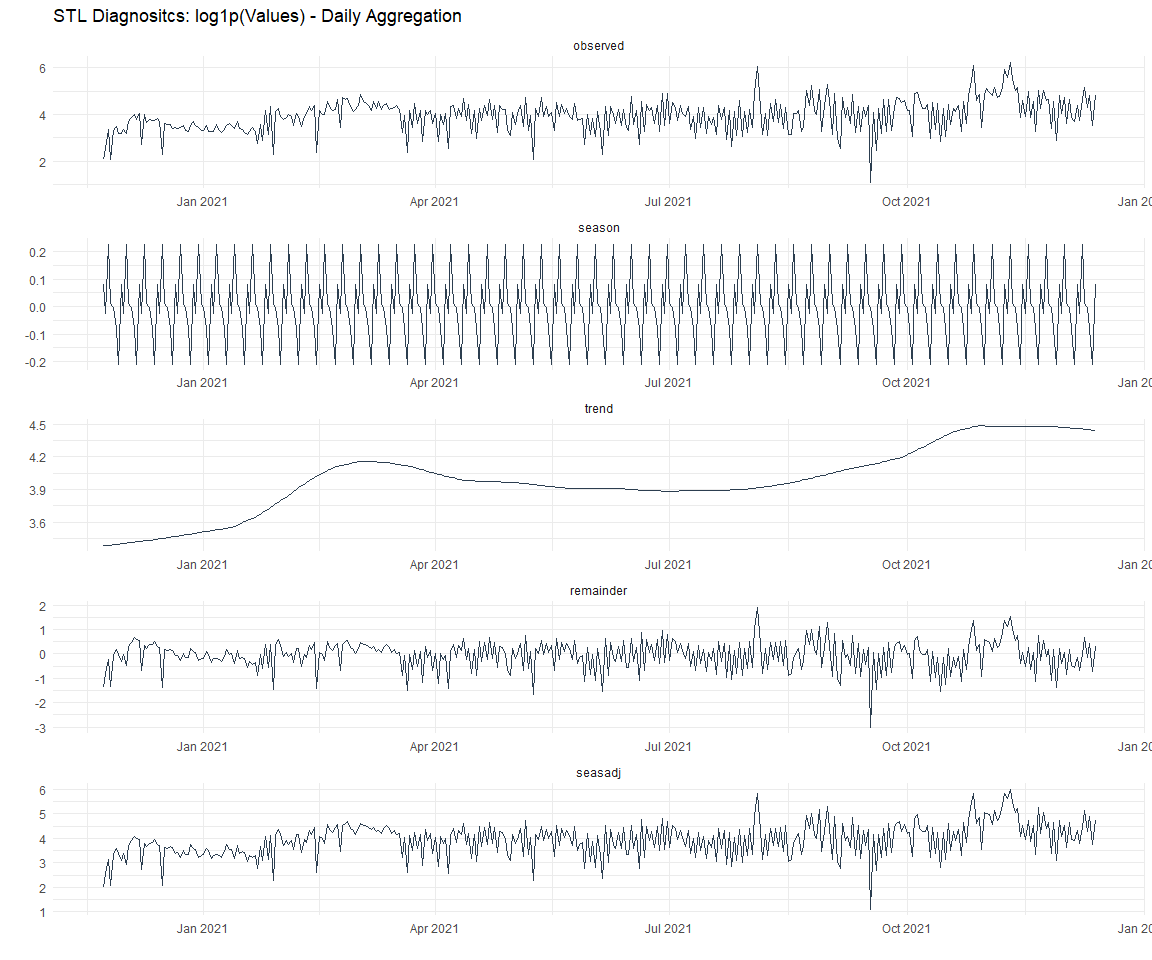 STL Diagnositcs: log1p(Values) - Daily Aggregation
observed
6
4
2
Jan 2021 Apr 2021 Jul 2021 Oct 2021 Jan 20
season
0.2
0.1
0.0
-0.1
-0.2
Jan 2021 Apr 2021 Jul 2021 Oct 2021 Jan 20
trend
4.5
4.2
3.9
3.6
Jan 2021 Apr 2021 Jul 2021 Oct 2021 Jan 20
remainder
2
1
0
-1
-2
-3
Jan 2021 Apr 2021 Jul 2021 Oct 2021 Jan 20
seasadj
6
5
4
3
2
1
Jan 2021 Apr 2021 Jul 2021 Oct 2021 Jan 20